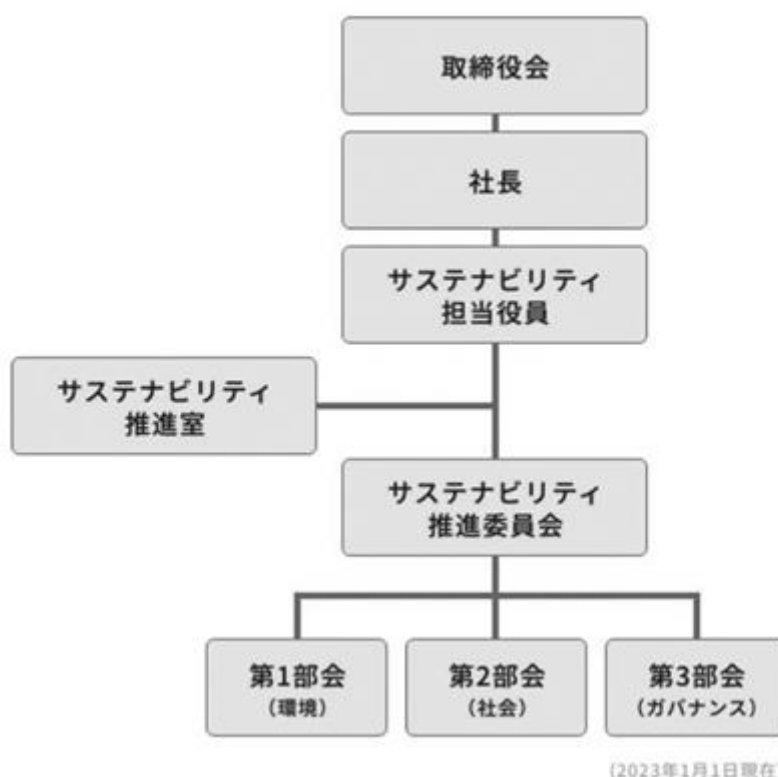 取締役会
社長
サステナビリティ
担当役員
サステナビリティ
推進室
サステナビリティ
推進委員会
第1部会
（環境）
第2部会
（社会）
第3部会
（ガバナンス）
(2023年1月1日現在